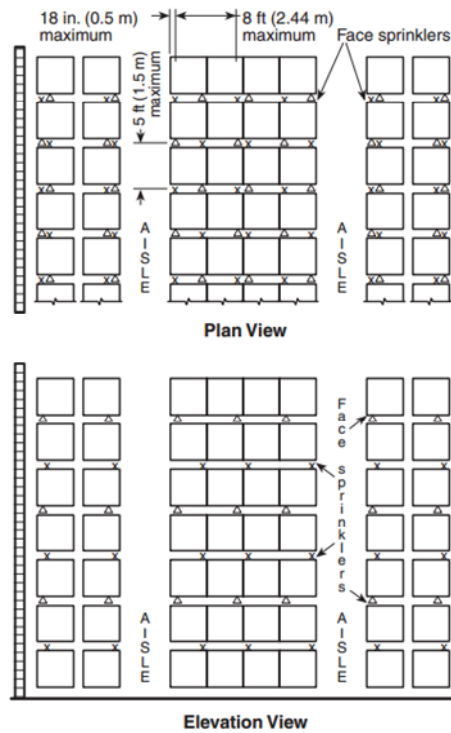 18 in. (0.5 m)
maximum
8 ft (2.44 m)
maximum
Face sprinklers
5 ft (1.5 m)
maximum
AISLE
AISLE
Plan View
Face sprinklers
AISLE
AISLE
Elevation View